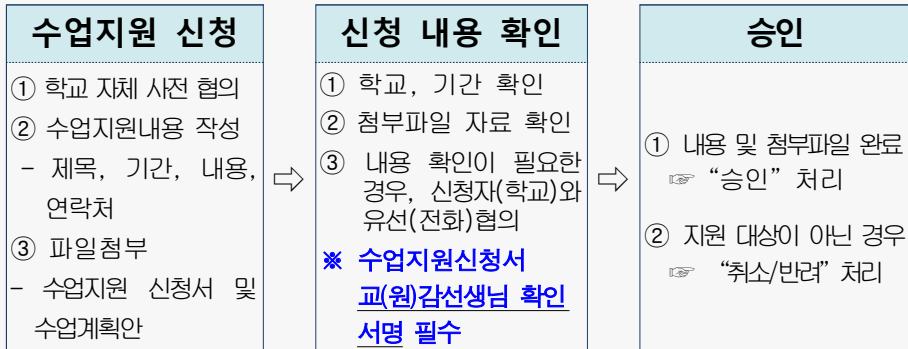 수업지원 신청
① 학교 자체 사전 협의
② 수업지원내용 작성
- 제목, 기간, 내용,
연락처
③ 파일첨부
- 수업지원 신청서 및
수업계획안
⇨
신청 내용 확인
① 학교, 기간 확인
② 첨부파일 자료 확인
③ 내용 확인이 필요한
경우, 신청자(학교)와
유선(전화)협의
※ 수업지원신청서
교(원)감선생님 확인
서명 필수
⇨
승인
① 내용 및 첨부파일 완료
☞ “승인” 처리
② 지원 대상이 아닌 경우
☞ “취소/반려” 처리